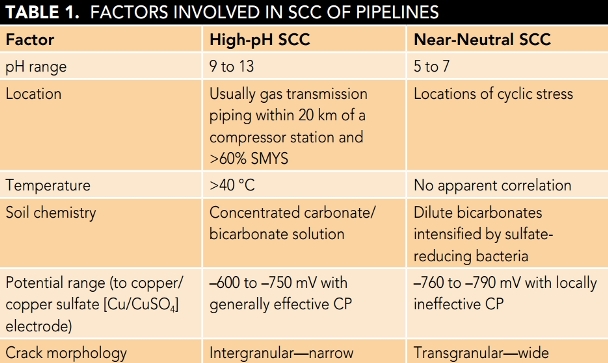 TABLE 1. FACTORS INVOLVED IN SCC OF PIPELINES
Factor High-pH SCC Near-Neutral SCC
pH range 9 to 13 5 to 7
Location Usually gas transmission Locations of cyclic stress
piping within 20 km of a
compressor station and
>60% SMYS
Temperature >40 °C No apparent correlation
Soil chemistry Concentrated carbonate/ Dilute bicarbonates
bicarbonate solution intensified by sulfate-
reducing bacteria
Potential range (to copper/ –600 to –750 mV with –760 to –790 mV with locally
copper sulfate [Cu/CuSO₄] generally effective CP ineffective CP
electrode)
Crack morphology Intergranular—narrow Transgranular—wide